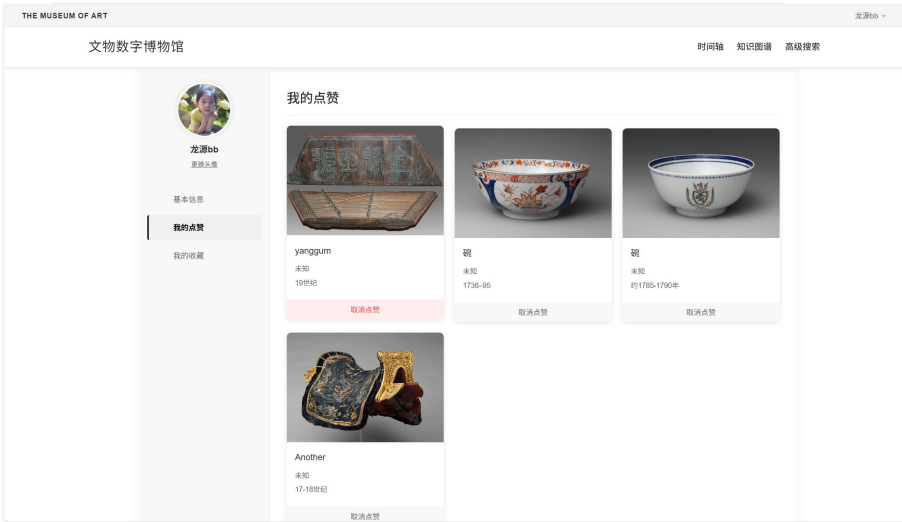 THE MUSEUM OF ART
龙源bb
文物数字博物馆
时间轴 知识图谱 高级搜索
龙源bb
更换头像
基本信息
我的点赞
我的收藏
我的点赞
yanggum
未知
19世纪
取消点赞
碗
未知
1736–95
取消点赞
碗
未知
约1785-1790年
取消点赞
Another
未知
17-18世纪
取消点赞